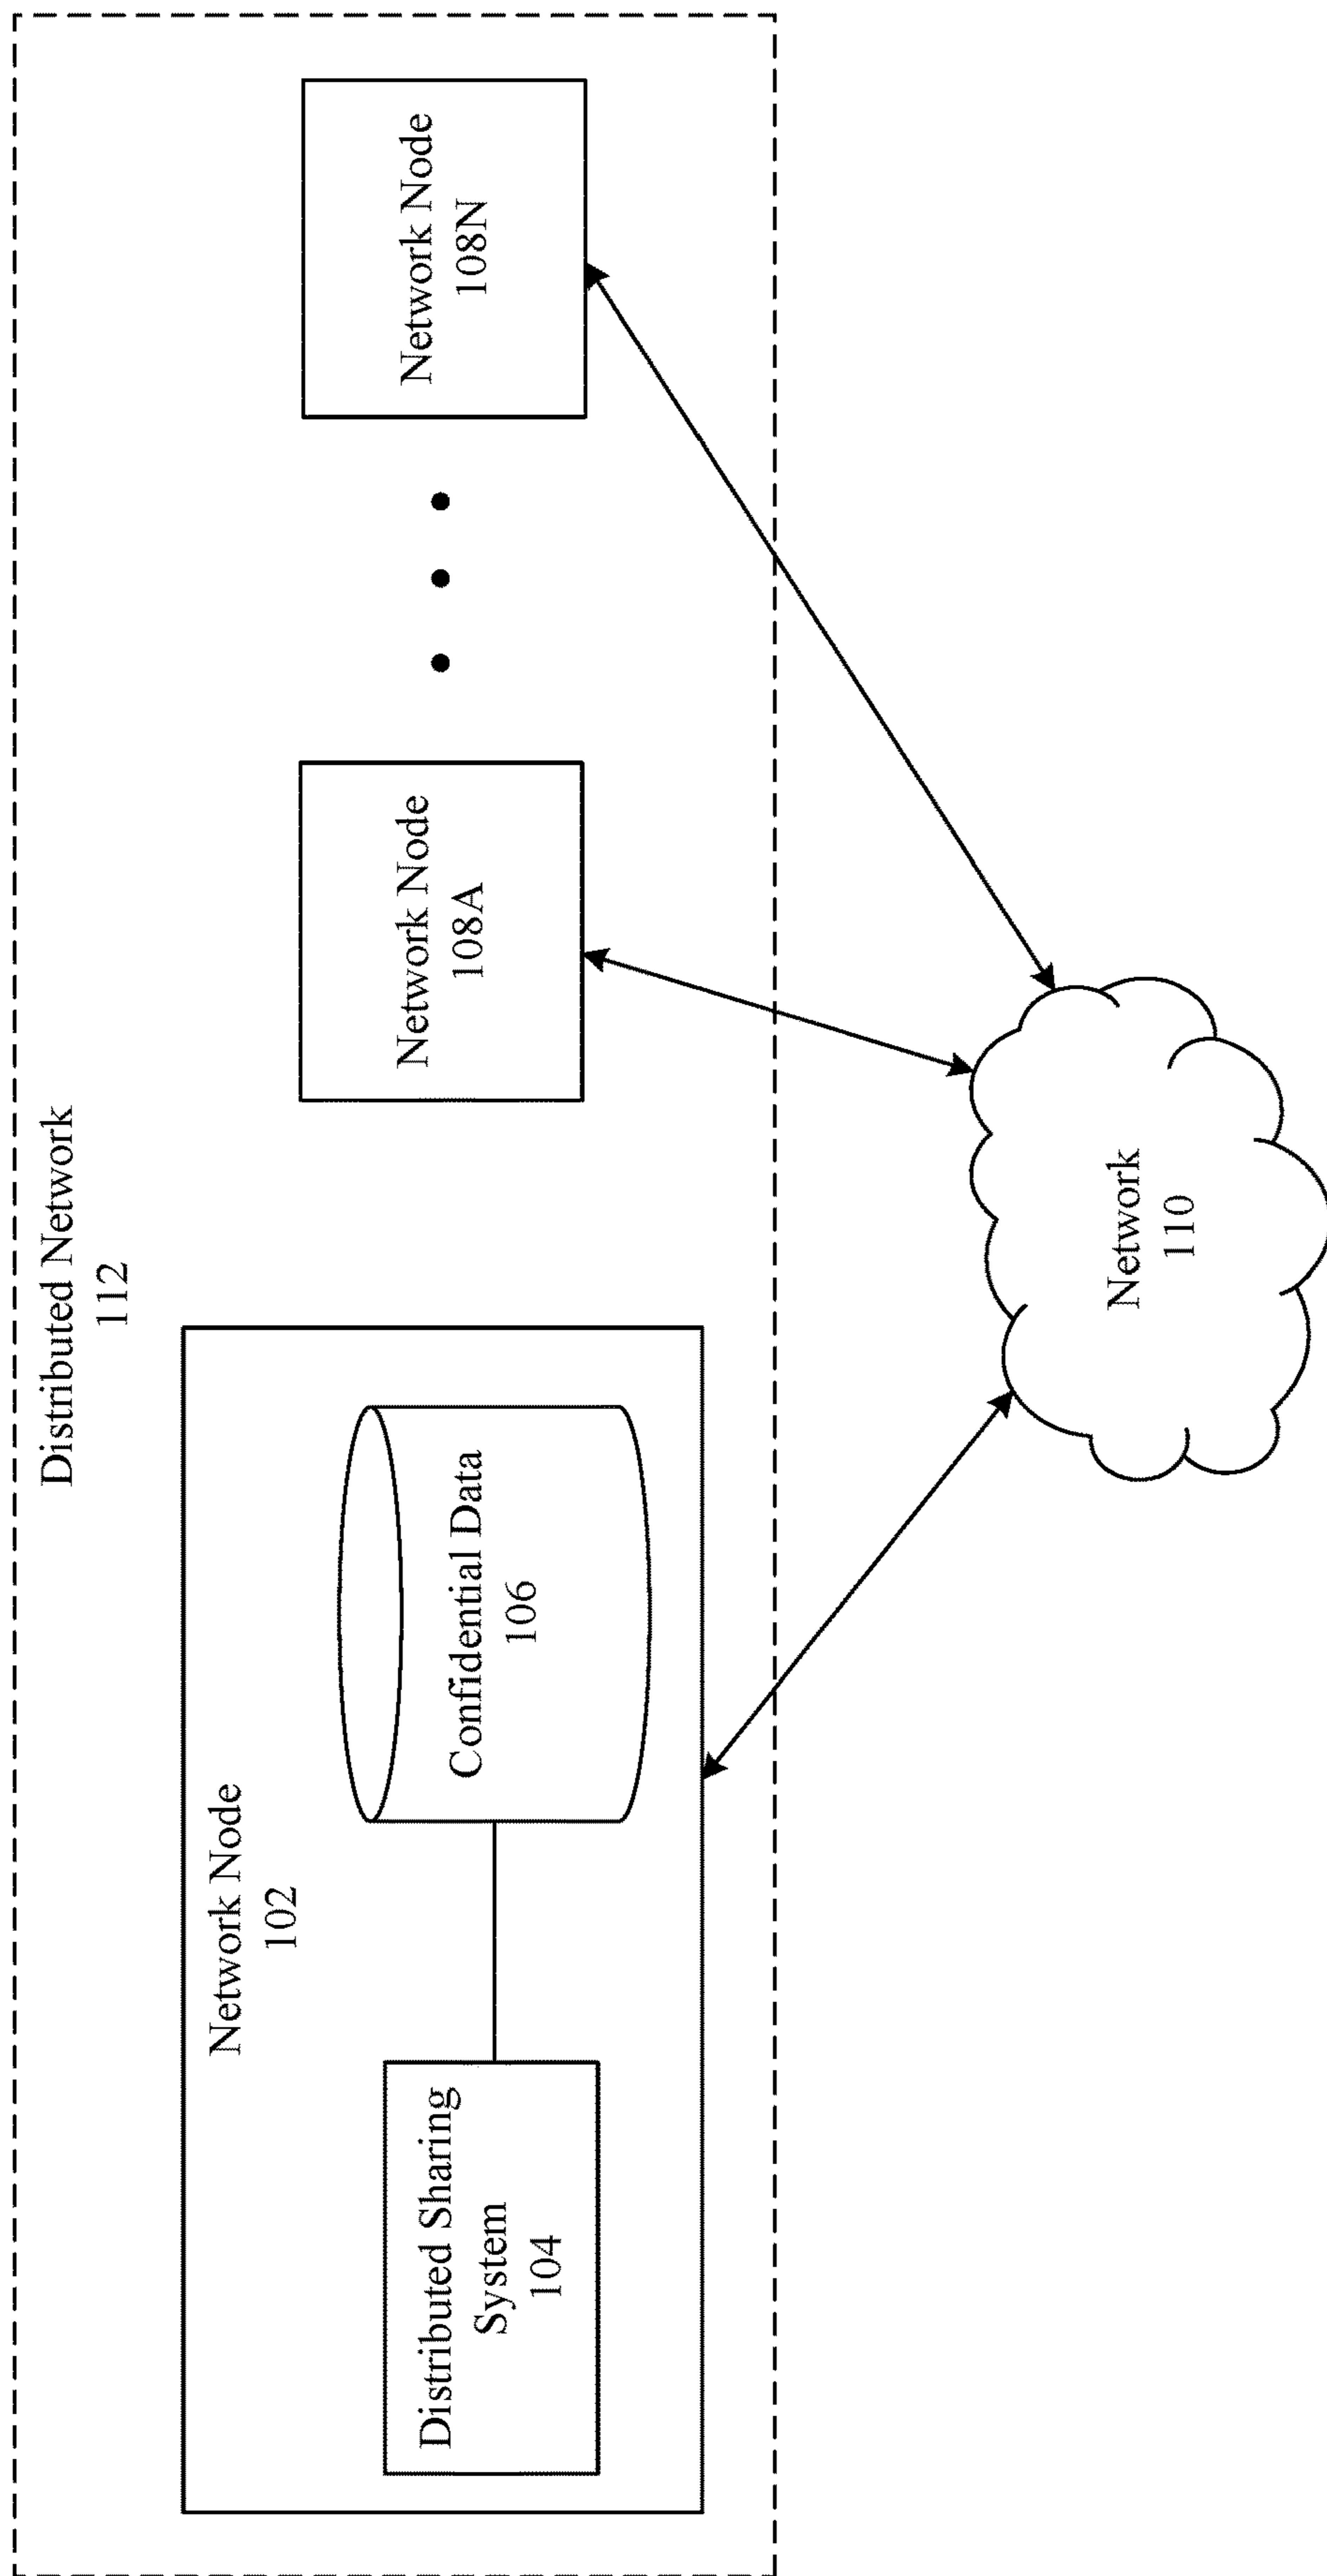 Distributed Network
112
Network Node
102
Distributed Sharing
System
104
Confidential Data
106
Network Node
108A
Network Node
108N
Network
110